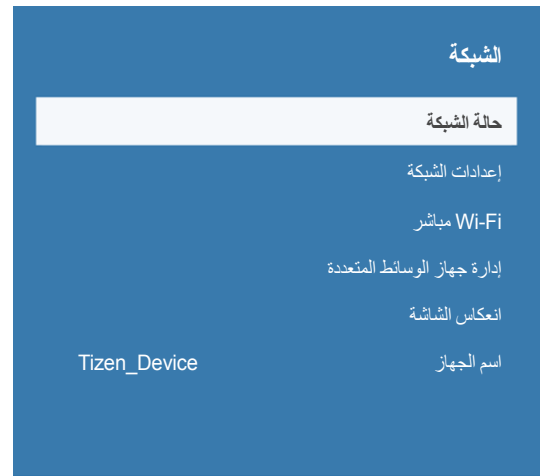 الشبكة
حالة الشبكة
إعدادات الشبكة
Wi-Fi مباشر
إدارة جهاز الوسائط المتعددة
انعكاس الشاشة
اسم الجهاز Tizen_Device